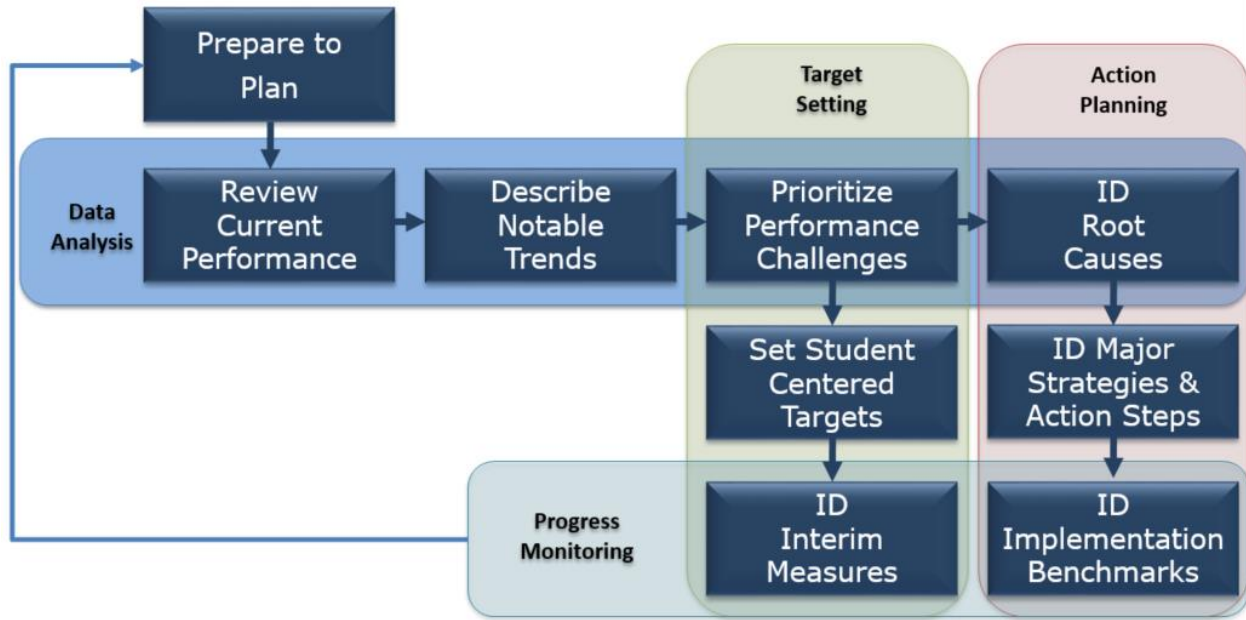 Prepare to
Plan
Target
Setting
Action
Planning
Data
Analysis
Review
Current
Performance
Describe
Notable
Trends
Prioritize
Performance
Challenges
ID
Root
Causes
Set Student
Centered
Targets
ID Major
Strategies &
Action Steps
Progress
Monitoring
ID
Interim
Measures
ID
Implementation
Benchmarks